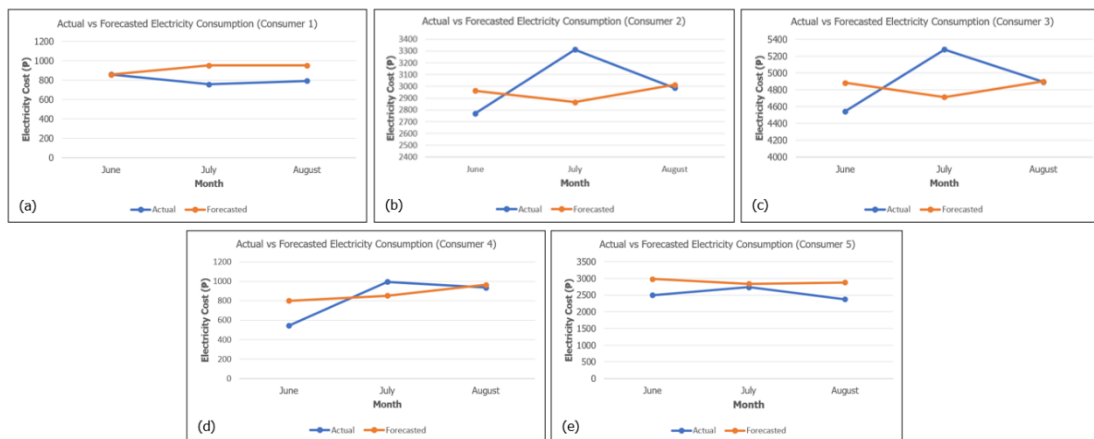 Actual vs Forecasted Electricity Consumption (Consumer 1)
Electricity Cost (₱)
1200
1000
800
600
400
200
0
June July August
Month
(a)
Actual Forecasted
Actual vs Forecasted Electricity Consumption (Consumer 2)
Electricity Cost (₱)
3400
3300
3200
3100
3000
2900
2800
2700
2600
2500
2400
June July August
Month
(b)
Actual Forecasted
Actual vs Forecasted Electricity Consumption (Consumer 3)
Electricity Cost (₱)
5400
5200
5000
4800
4600
4400
4200
4000
June July August
Month
(c)
Actual Forecasted
Actual vs Forecasted Electricity Consumption (Consumer 4)
Electricity Cost (₱)
1200
1000
800
600
400
200
0
June July August
Month
(d)
Actual Forecasted
Actual vs Forecasted Electricity Consumption (Consumer 5)
Electricity Cost (₱)
3500
3000
2500
2000
1500
1000
500
0
June July August
Month
(e)
Actual Forecasted